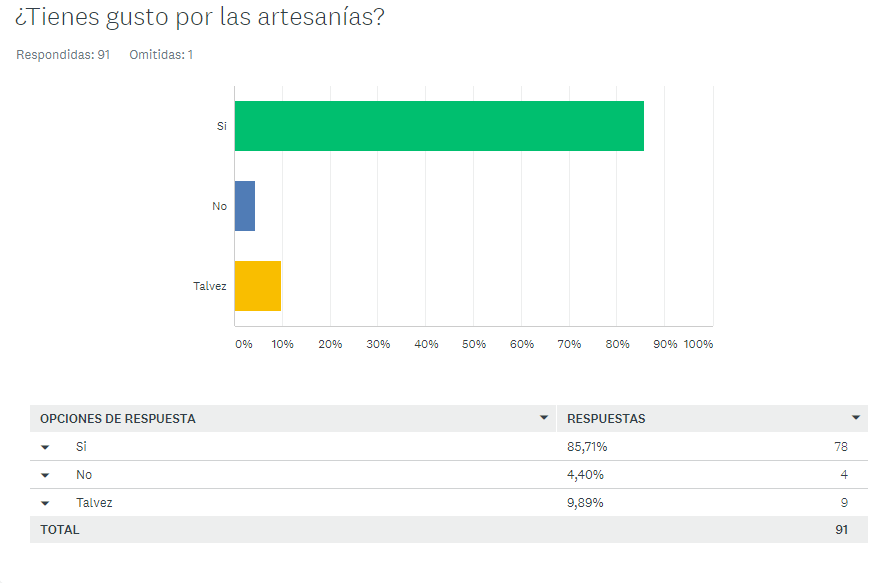 ¿Tienes gusto por las artesanías?
Respondidas: 91 Omitidas: 1
Si
No
Talvez
0% 10% 20% 30% 40% 50% 60% 70% 80% 90% 100%
OPCIONES DE RESPUESTA RESPUESTAS
Si 85,71% 78
No 4,40% 4
Talvez 9,89% 9
TOTAL 91